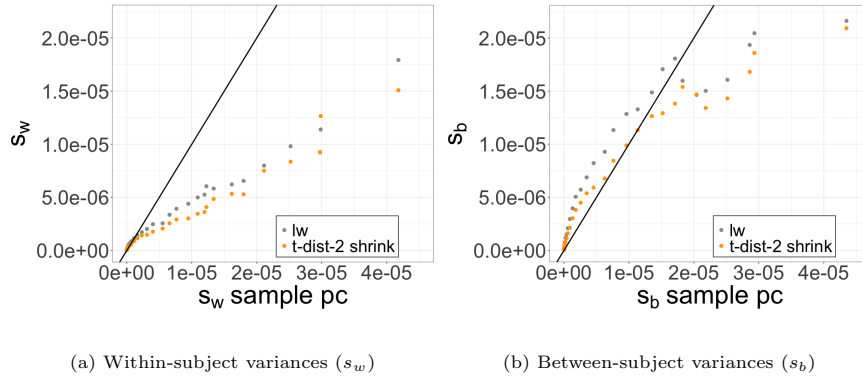 2.0e-05
1.5e-05
1.0e-05
5.0e-06
0.0e+00
s_w
0e+00 1e-05 2e-05 3e-05 4e-05
s_w sample pc
lw
t-dist-2 shrink
(a) Within-subject variances (s_w)
2.0e-05
1.5e-05
1.0e-05
5.0e-06
0.0e+00
s_b
0e+00 1e-05 2e-05 3e-05 4e-05
s_b sample pc
lw
t-dist-2 shrink
(b) Between-subject variances (s_b)